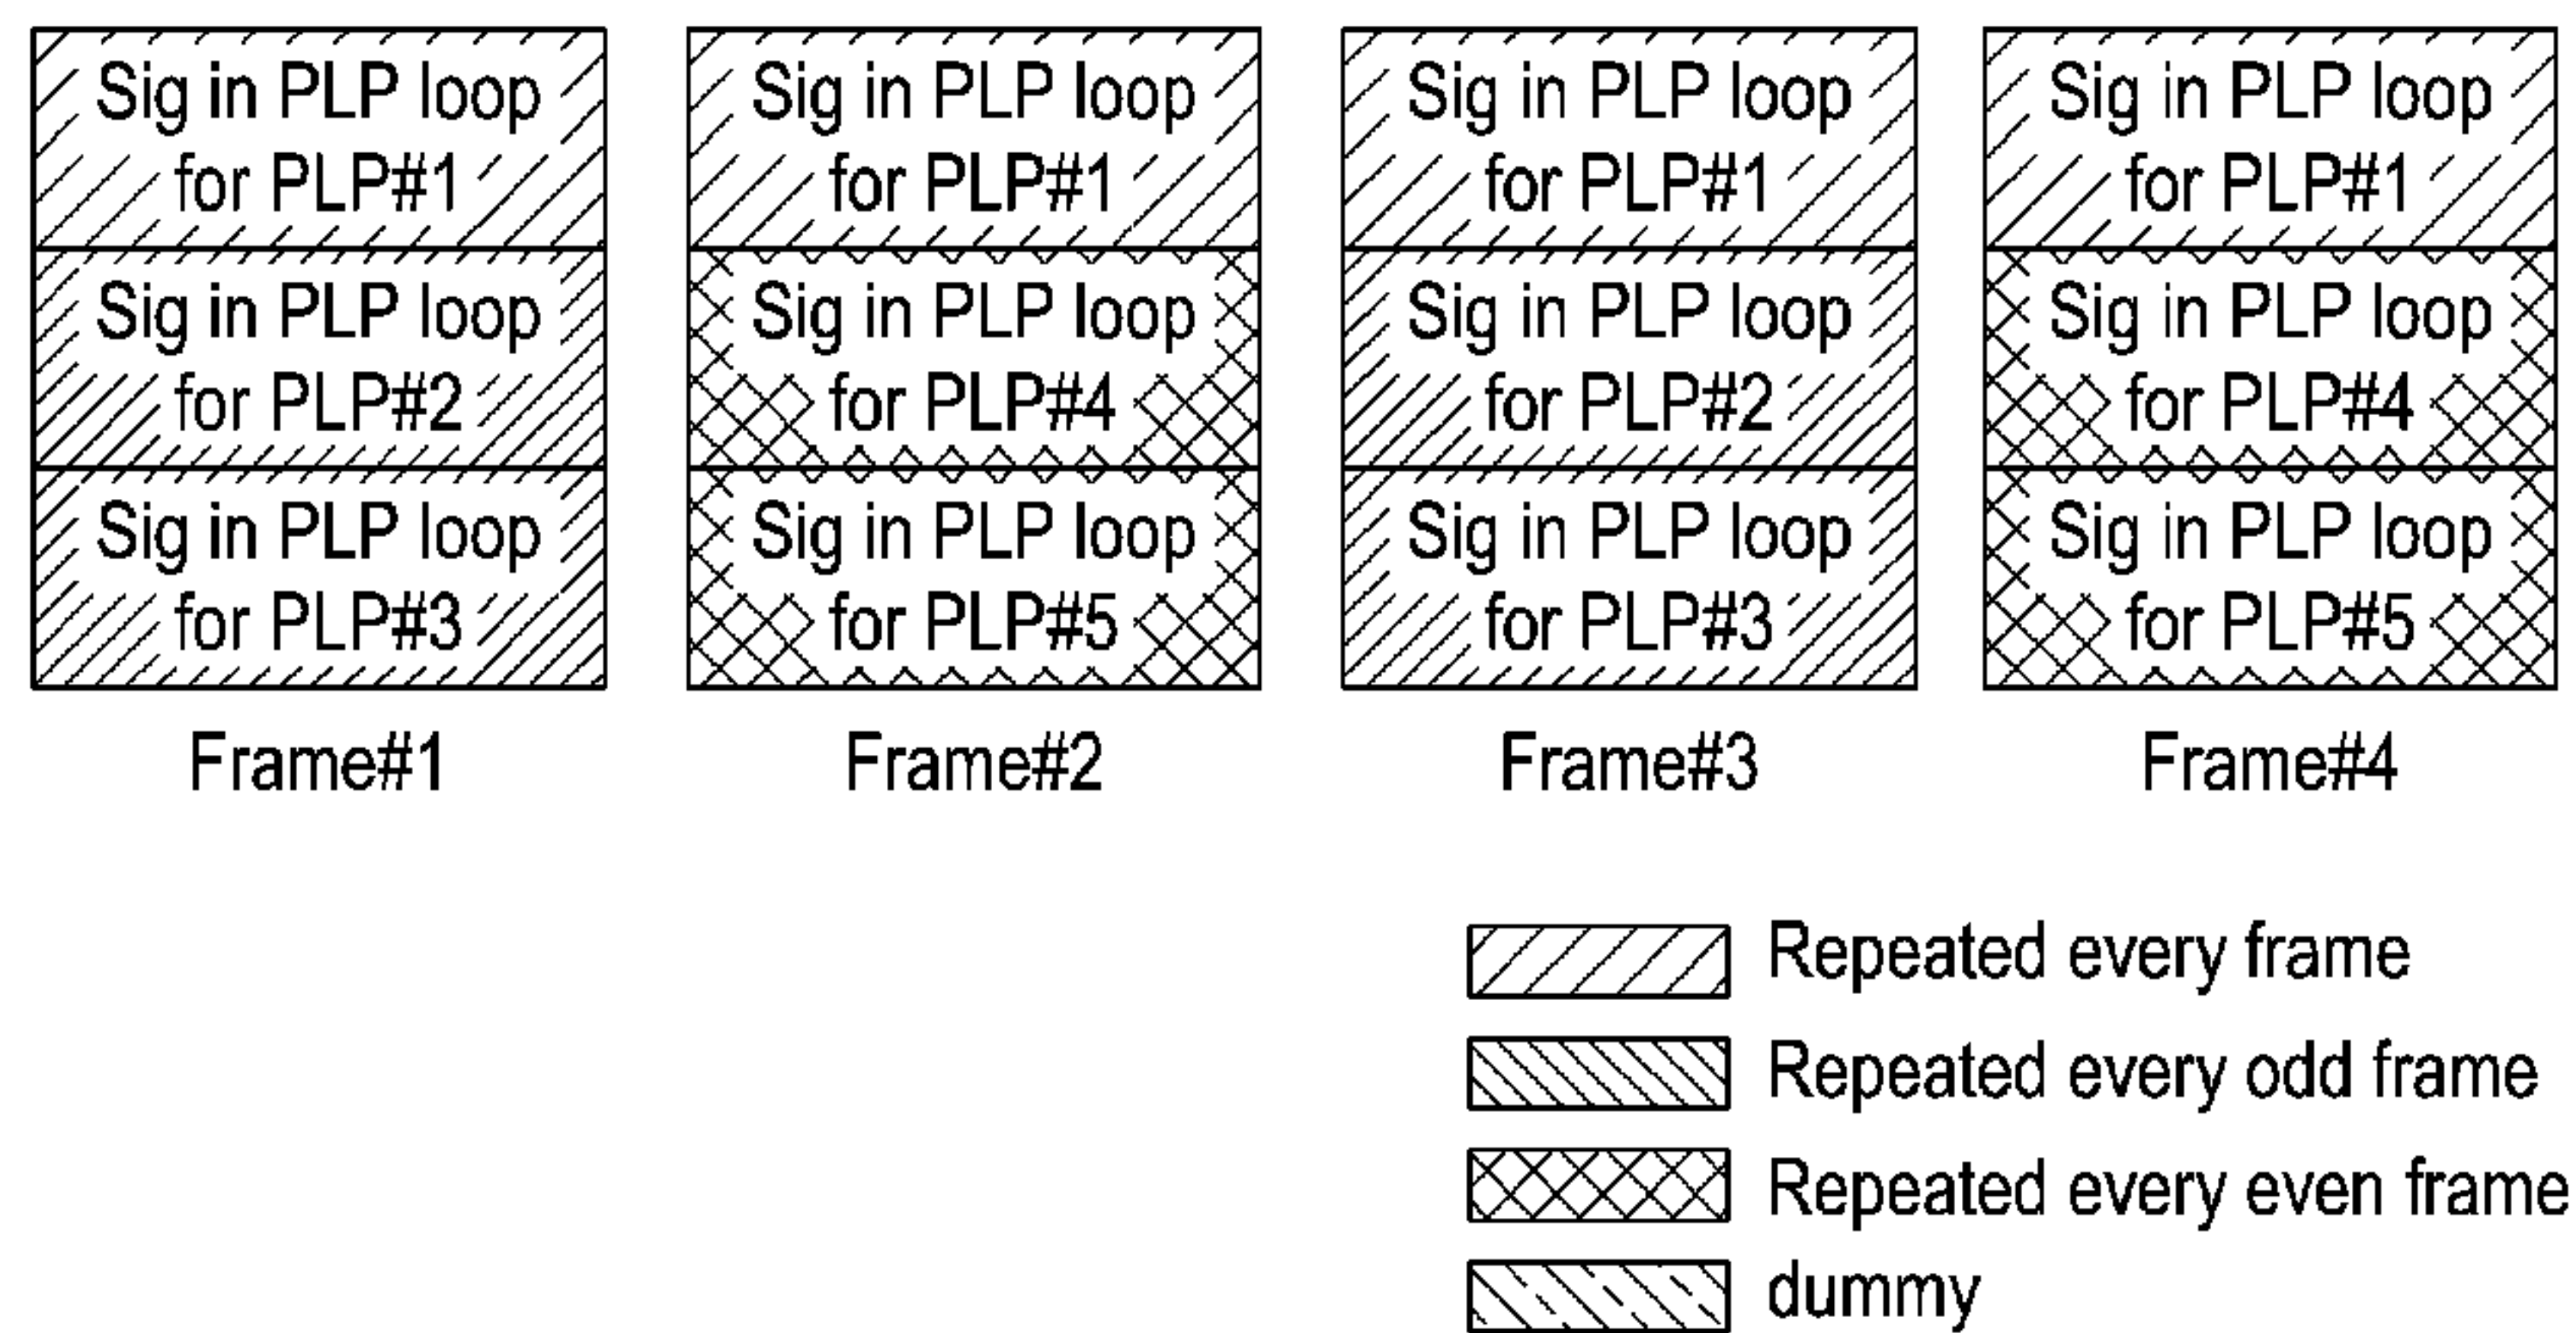 Sig in PLP loop
for PLP#1
Sig in PLP loop
for PLP#2
Sig in PLP loop
for PLP#3
Frame#1
Sig in PLP loop
for PLP#1
Sig in PLP loop
for PLP#4
Sig in PLP loop
for PLP#5
Frame#2
Sig in PLP loop
for PLP#1
Sig in PLP loop
for PLP#2
Sig in PLP loop
for PLP#3
Frame#3
Sig in PLP loop
for PLP#1
Sig in PLP loop
for PLP#4
Sig in PLP loop
for PLP#5
Frame#4
Repeated every frame
Repeated every odd frame
Repeated every even frame
dummy